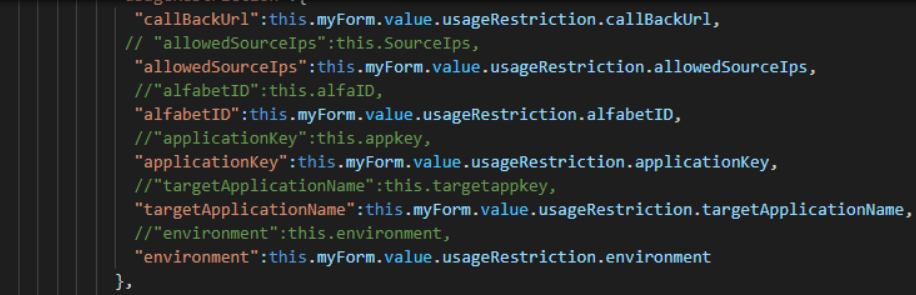 "callBackUrl":this.myForm.value.usageRestriction.callBackUrl,
// "allowedSourceIps":this.SourceIps,
"allowedSourceIps":this.myForm.value.usageRestriction.allowedSourceIps,
//"alfabetID":this.alfaID,
"alfabetID":this.myForm.value.usageRestriction.alfabetID,
//"applicationKey":this.appkey,
"applicationKey":this.myForm.value.usageRestriction.applicationKey,
//"targetApplicationName":this.targetappkey,
"targetApplicationName":this.myForm.value.usageRestriction.targetApplicationName,
//"environment":this.environment,
"environment":this.myForm.value.usageRestriction.environment
},